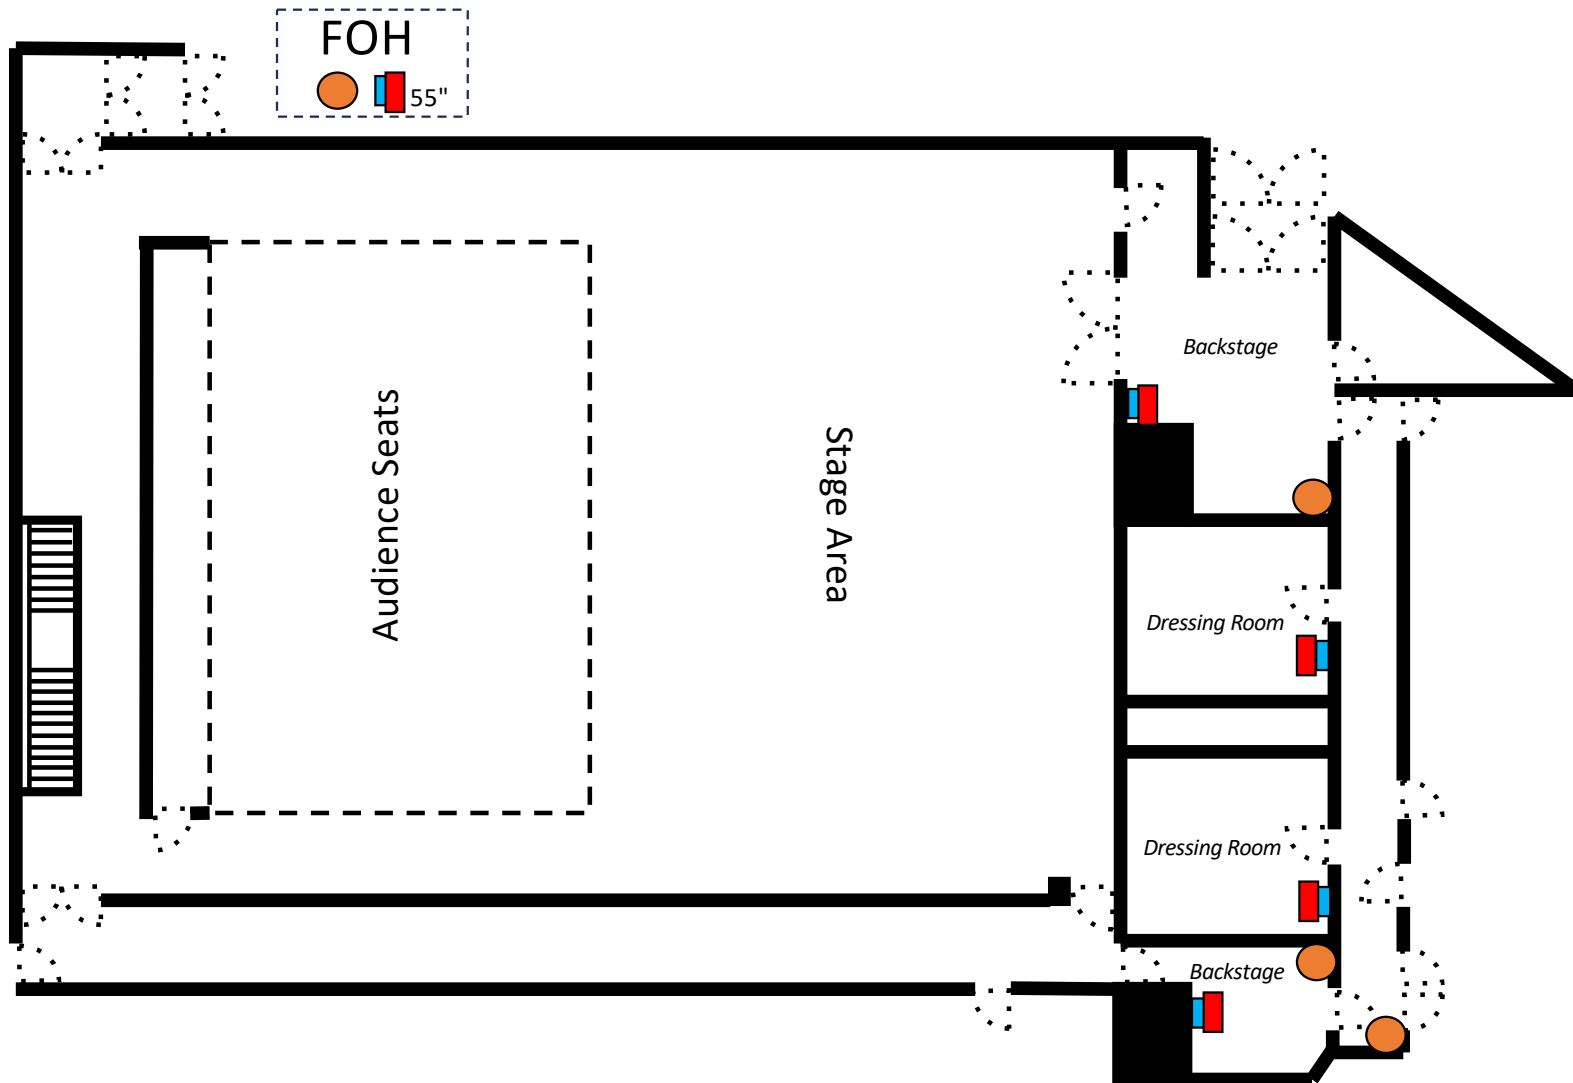 FOH
55"
Backstage
Audience Seats
Stage Area
Dressing Room
Dressing Room
Backstage